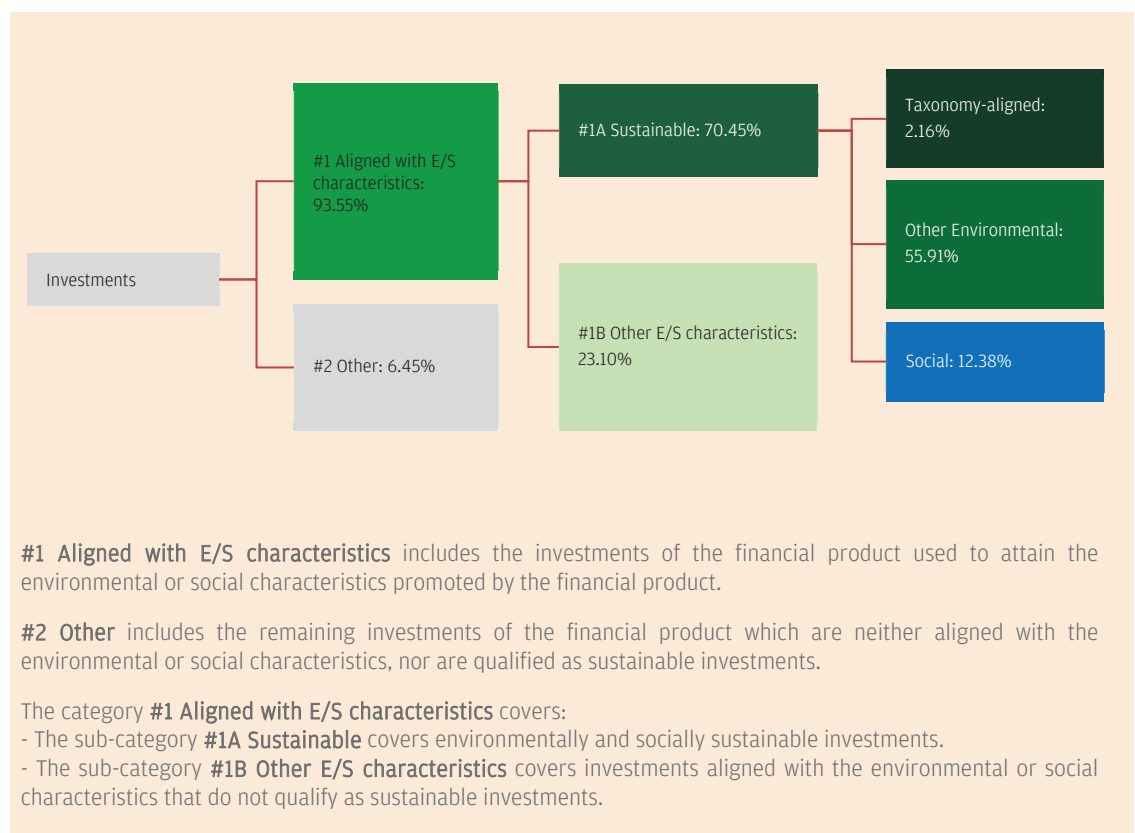 Investments
#1 Aligned with E/S
characteristics:
93.55%
#2 Other: 6.45%
#1A Sustainable: 70.45%
#1B Other E/S characteristics:
23.10%
Taxonomy-aligned:
2.16%
Other Environmental:
55.91%
Social: 12.38%
#1 Aligned with E/S characteristics includes the investments of the financial product used to attain the
environmental or social characteristics promoted by the financial product.
#2 Other includes the remaining investments of the financial product which are neither aligned with the
environmental or social characteristics, nor are qualified as sustainable investments.
The category #1 Aligned with E/S characteristics covers:
- The sub-category #1A Sustainable covers environmentally and socially sustainable investments.
- The sub-category #1B Other E/S characteristics covers investments aligned with the environmental or social
characteristics that do not qualify as sustainable investments.